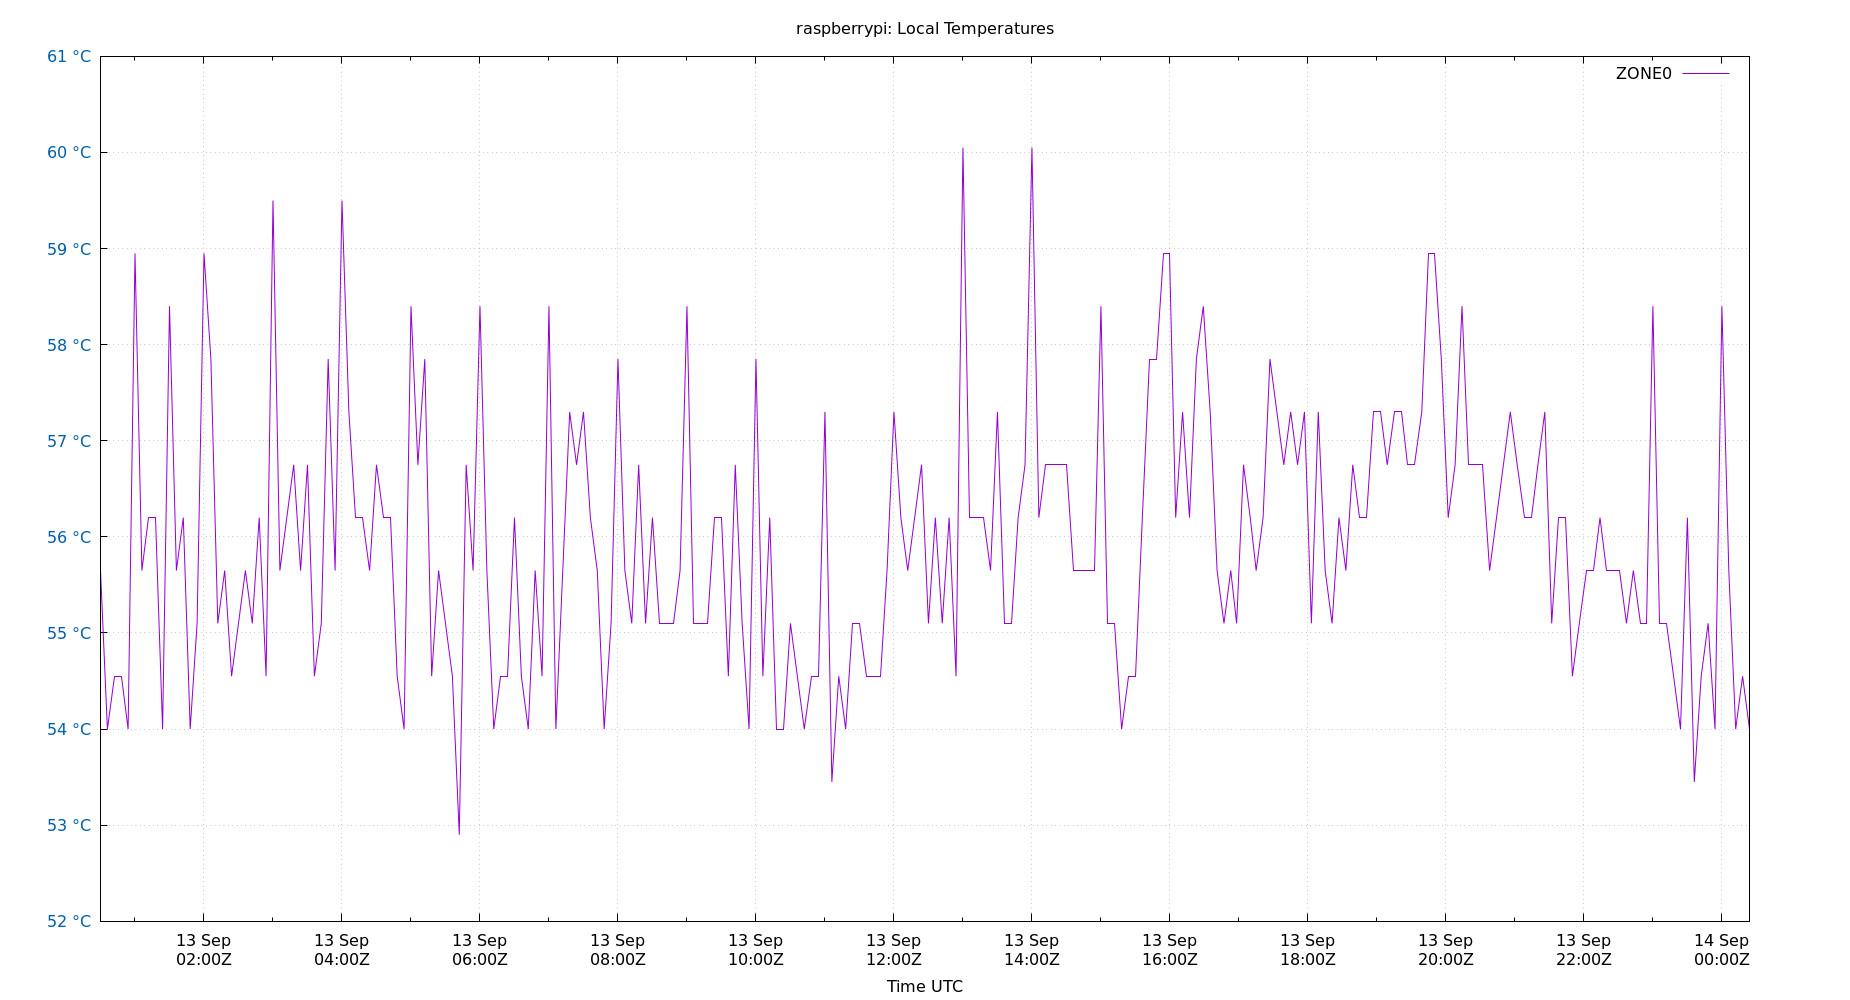 raspberrypi: Local Temperatures
61 °C
ZONE0
60 °C
59 °C
58 °C
57 °C
56 °C
55 °C
54 °C
53 °C
52 °C
13 Sep 13 Sep 13 Sep 13 Sep 13 Sep 13 Sep 13 Sep 13 Sep 13 Sep 13 Sep 13 Sep 14 Sep
02:00Z 04:00Z 06:00Z 08:00Z 10:00Z 12:00Z 14:00Z 16:00Z 18:00Z 20:00Z 22:00Z 00:00Z
Time UTC